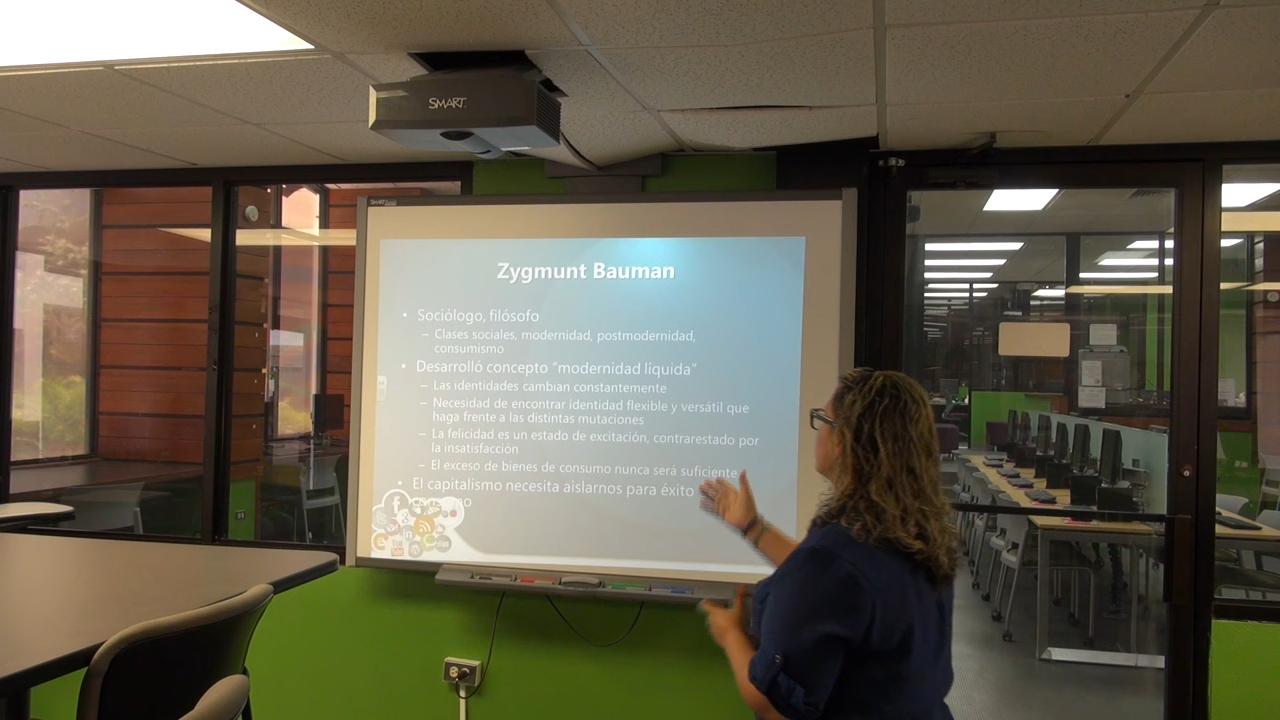 SMART
SMART
Zygmunt Bauman
• Sociólogo, filósofo
– Clases sociales, modernidad, postmodernidad,
consumismo
• Desarrolló concepto "modernidad líquida"
– Las identidades cambian constantemente
– Necesidad de encontrar identidad flexible y versátil que
haga frente a las distintas mutaciones
– La felicidad es un estado de excitación, contrarestado por
la insatisfacción
– El exceso de bienes de consumo nunca será suficiente
• El capitalismo necesita aislarnos para éxito